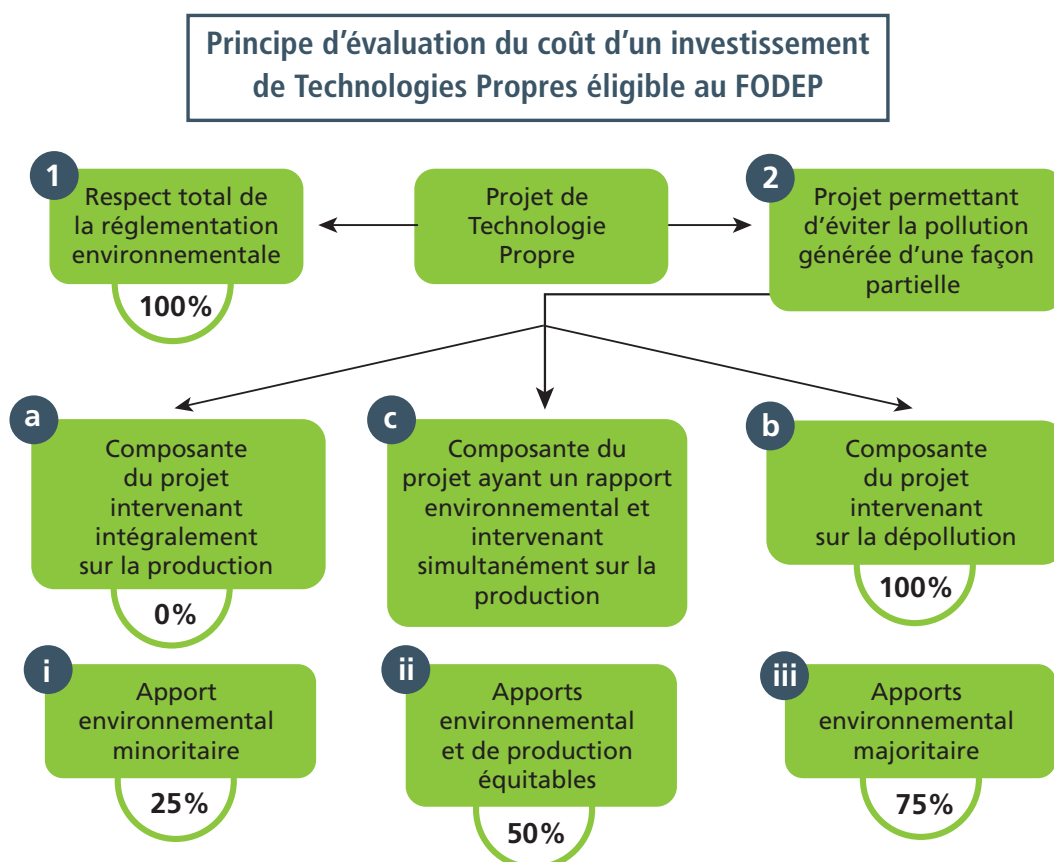 Principe d'évaluation du coût d'un investissement
de Technologies Propres éligible au FODEP
1
Respect total de
la réglementation
environnementale
100%
Projet de
Technologie
Propre
2
Projet permettant
d'éviter la pollution
générée d'une façon
partielle
a
Composante
du projet
intervenant
intégralement
sur la production
0%
c
Composante du
projet ayant un rapport
environnemental et
intervenant
simultanément sur la
production
b
Composante
du projet
intervenant
sur la dépollution
100%
i
Apport
environnemental
minoritaire
25%
ii
Apports
environnemental
et de production
équitables
50%
iii
Apports
environnemental
majoritaire
75%